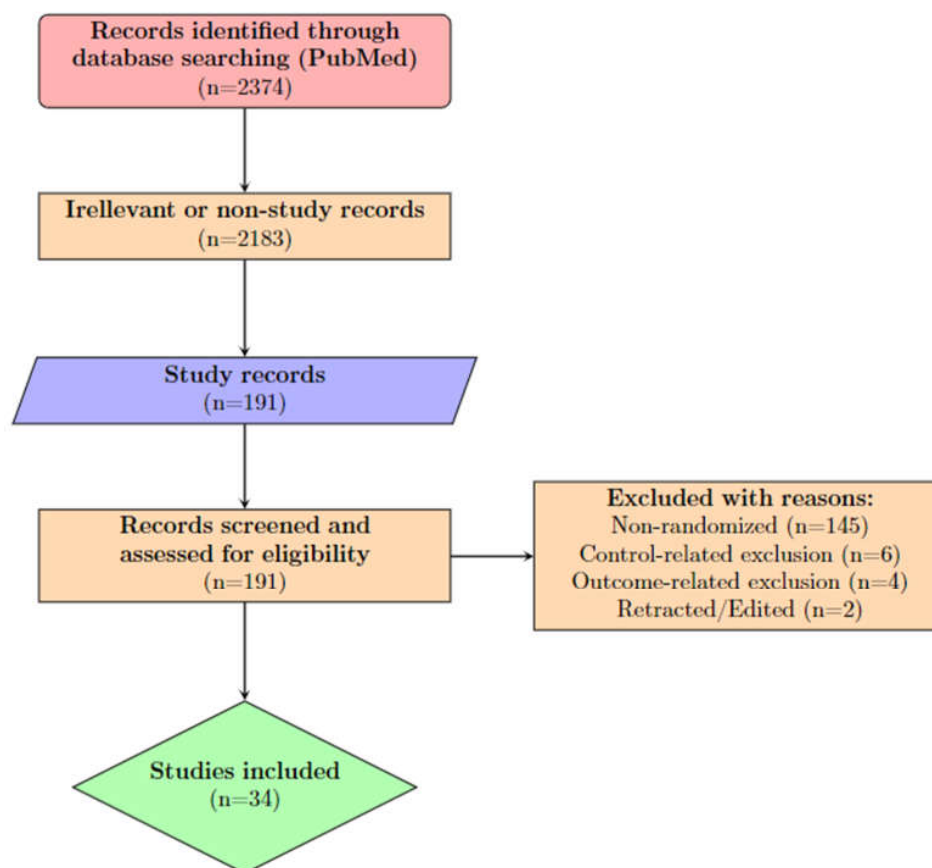 Records identified through
database searching (PubMed)
(n=2374)
Irellevant or non-study records
(n=2183)
Study records
(n=191)
Records screened and
assessed for eligibility
(n=191)
Excluded with reasons:
Non-randomized (n=145)
Control-related exclusion (n=6)
Outcome-related exclusion (n=4)
Retracted/Edited (n=2)
Studies included
(n=34)